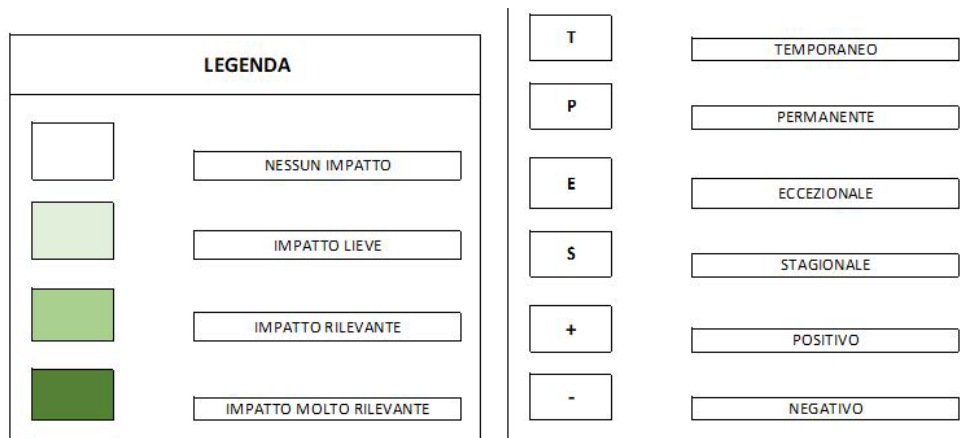 LEGENDA
NESSUN IMPATTO
IMPATTO LIEVE
IMPATTO RILEVANTE
IMPATTO MOLTO RILEVANTE
T TEMPORANEO
P PERMANENTE
E ECCEZIONALE
S STAGIONALE
+ POSITIVO
- NEGATIVO